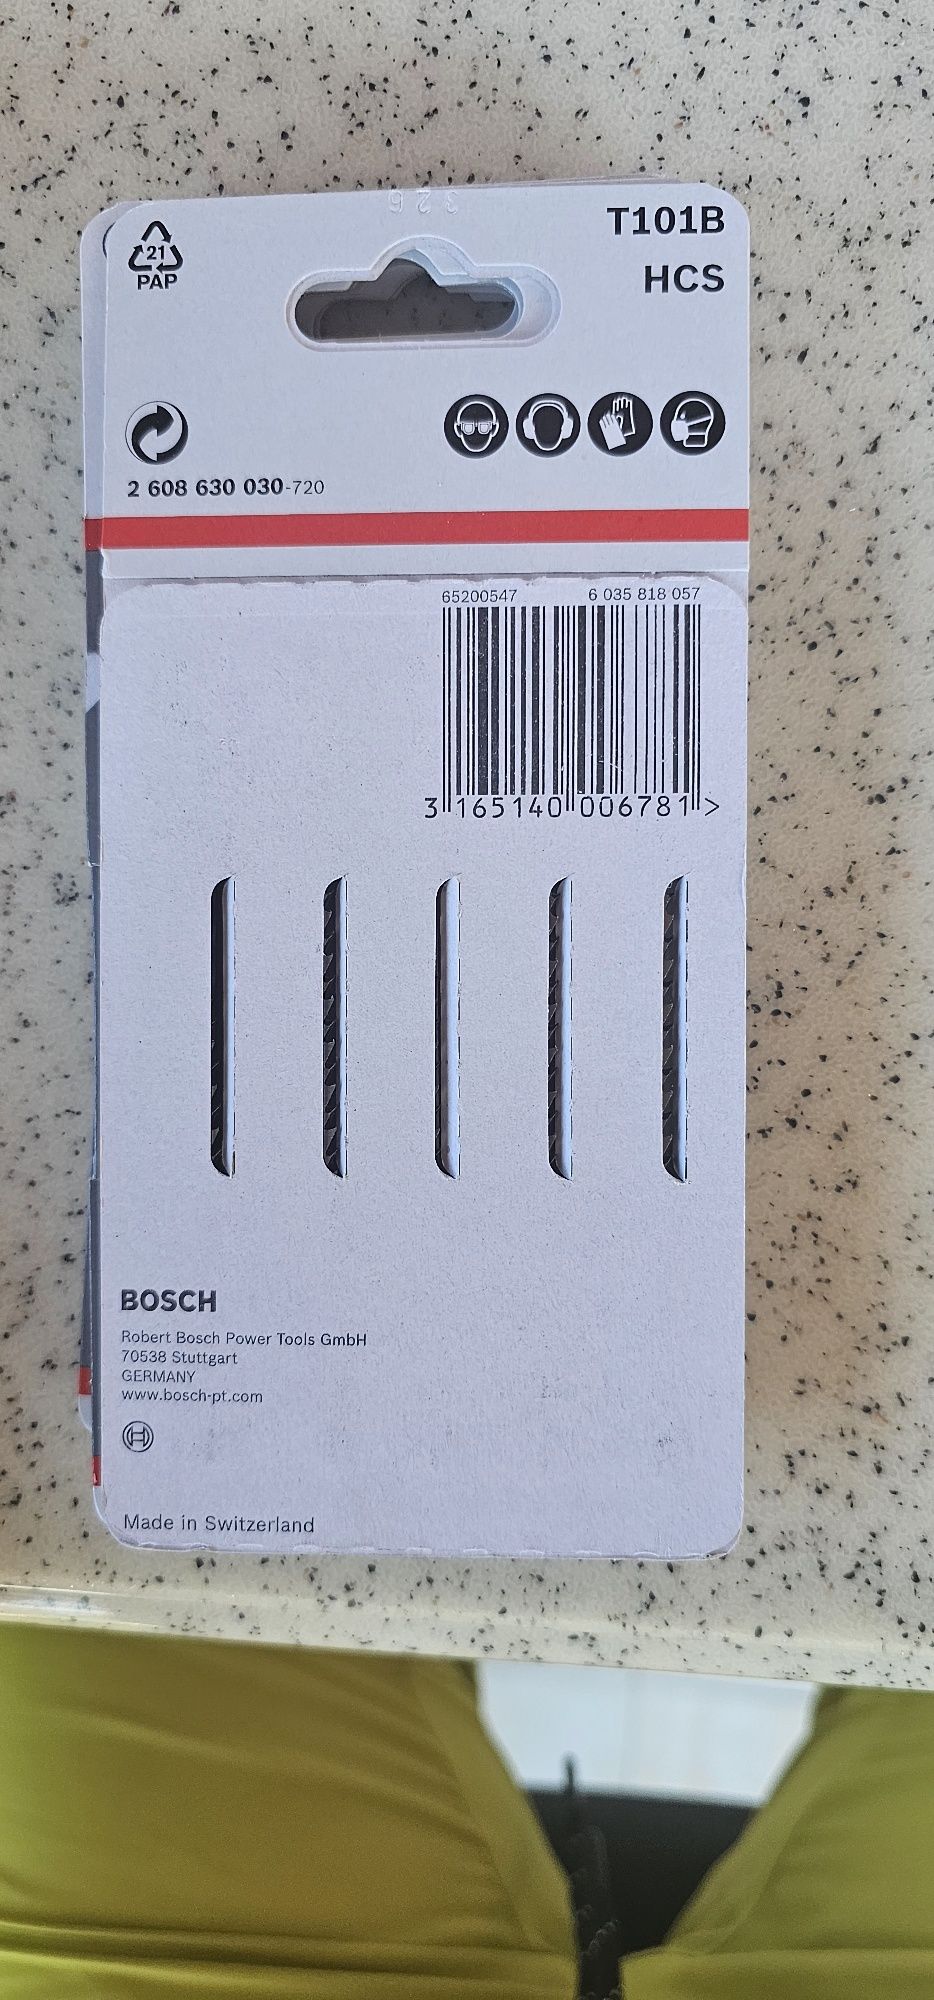 326
T101B
21
PAP
HCS
2 608 630 030-720
65200547 6 035 818 057
3 165140 006781 >
BOSCH
Robert Bosch Power Tools GmbH
70538 Stuttgart
GERMANY
www.bosch-pt.com
Made in Switzerland